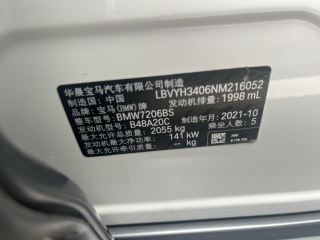 华晨宝马汽车有限公司制造
制造国: 中国 LBVYH3406NM216052
品牌: 宝马(BMW)牌 发动机排量: 1998 mL
整车型号: BMW7206BS
发动机型号: B48A20C 制造年月: 2021-10
最大允许总质量: 2055 kg 乘坐人数: 5
发动机最大净功率: 141 kW
最大允许牵引质量: -- kg